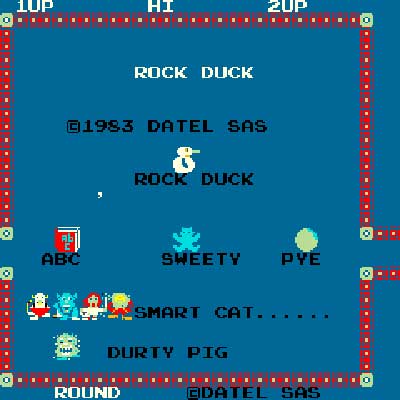 1UP HI 2UP
ROCK DUCK
©1983 DATEL SAS
ROCK DUCK
abc
ABC SWEETY PYE
SMART CAT......
DURTY PIG
ROUND ©DATEL SAS